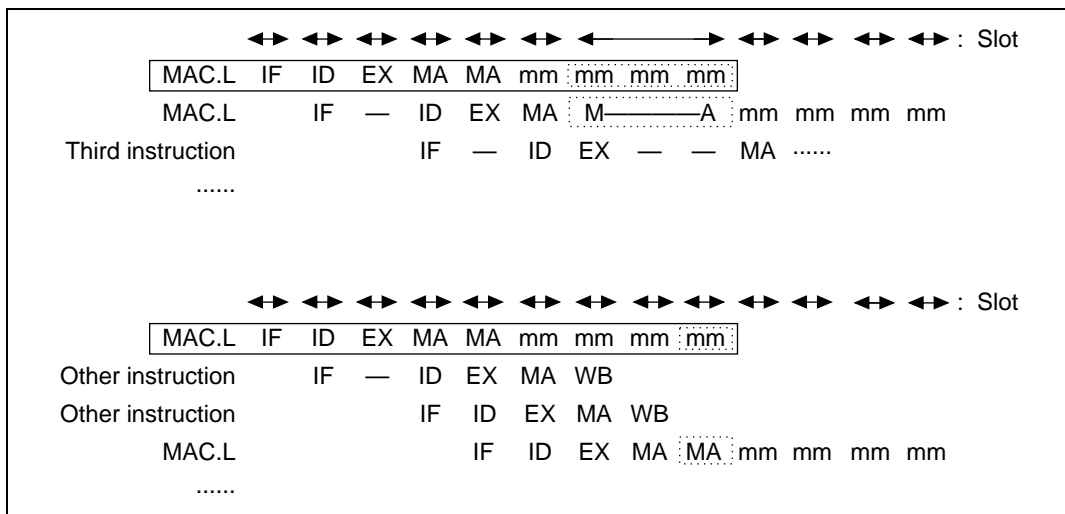 : Slot
MAC.L IF ID EX MA MA mm mm mm mm
MAC.L IF — ID EX MA M————A mm mm mm mm
Third instruction IF — ID EX — — MA ......
......
: Slot
MAC.L IF ID EX MA MA mm mm mm mm
Other instruction IF — ID EX MA WB
Other instruction IF ID EX MA WB
MAC.L IF ID EX MA MA mm mm mm mm
......